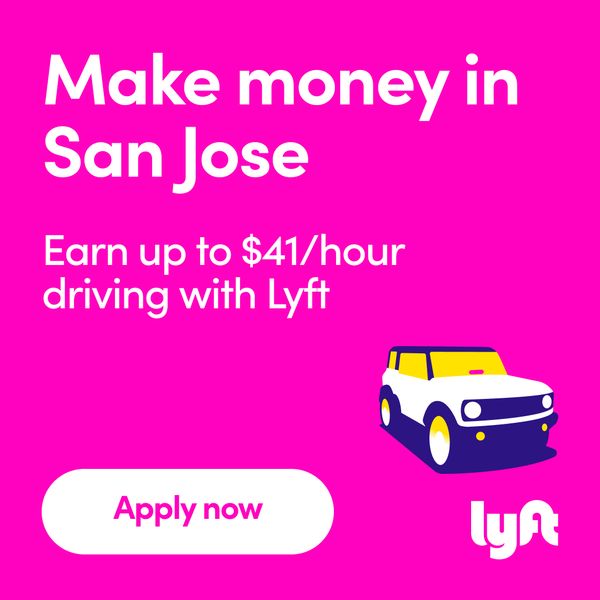 Make money in
San Jose
Earn up to $41/hour
driving with Lyft
Apply now
lyft